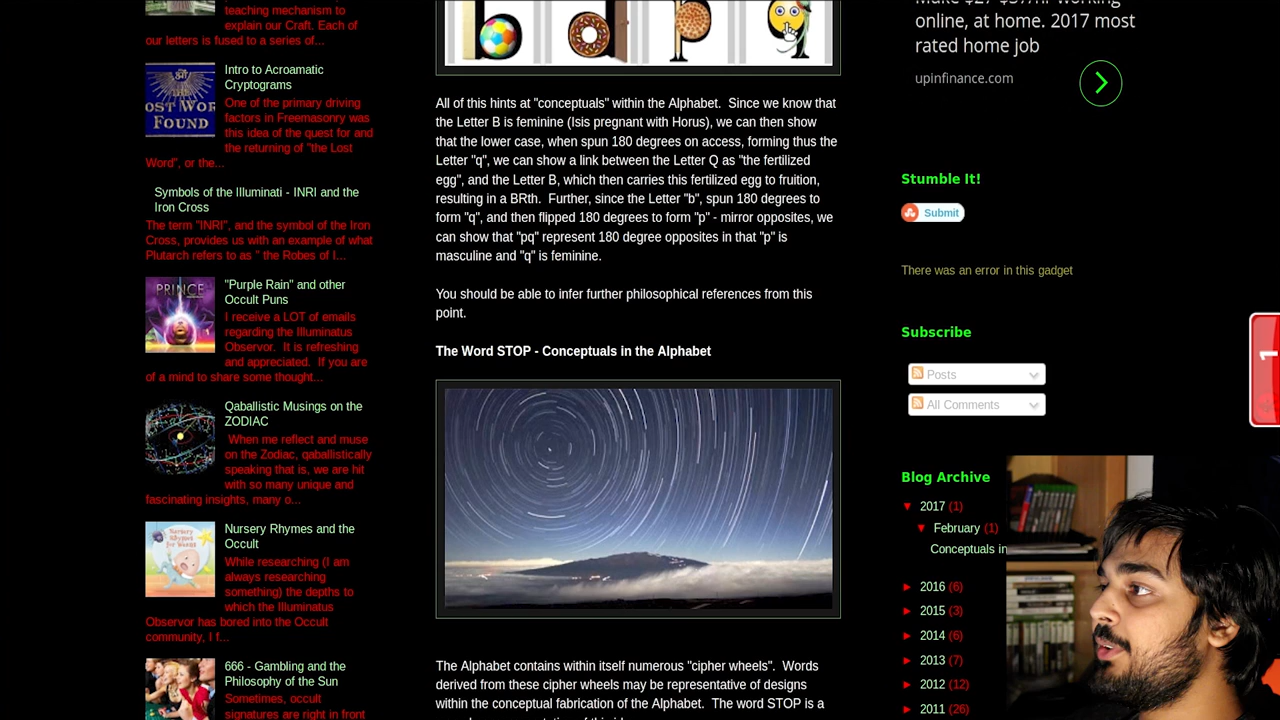 teaching mechanism to
explain our Craft. Each of
our letters is fused to a series of...
Intro to Acroamatic
Cryptograms
LOST WORD
FOUND
One of the primary driving
factors in Freemasonry was
this idea of the quest for and
the returning of "the Lost
Word", or the...
Symbols of the Illuminati - INRI and the
Iron Cross
The term "INRI", and the symbol of the Iron
Cross, provides us with an example of what
Plutarch refers to as " the Robes of I...
PRINCE
"Purple Rain" and other
Occult Puns
I receive a LOT of emails
regarding the Illuminatus
Observor. It is refreshing
and appreciated. If you are
of a mind to share some thought...
Qaballistic Musings on the
ZODIAC
When me reflect and muse
on the Zodiac, qaballistically
speaking that is, we are hit
with so many unique and
fascinating insights, many o...
Nursery Rhymes and the
Occult
Nursery
Rhymes
While researching (I am
always researching
something) the depths to
which the Illuminatus
Observor has bored into the Occult
community, I f...
666 - Gambling and the
Philosophy of the Sun
Sometimes, occult
signatures are right in front
b d p q
All of this hints at "conceptuals" within the Alphabet. Since we know that
the Letter B is feminine (Isis pregnant with Horus), we can then show
that the lower case, when spun 180 degrees on access, forming thus the
Letter "q", we can show a link between the Letter Q as "the fertilized
egg", and the Letter B, which then carries this fertilized egg to fruition,
resulting in a BRth. Further, since the Letter "b", spun 180 degrees to
form "q", and then flipped 180 degrees to form "p" - mirror opposites, we
can show that "pq" represent 180 degree opposites in that "p" is
masculine and "q" is feminine.
You should be able to infer further philosophical references from this
point.
The Word STOP - Conceptuals in the Alphabet
The Alphabet contains within itself numerous "cipher wheels". Words
derived from these cipher wheels may be representative of designs
within the conceptual fabrication of the Alphabet. The word STOP is a
online, at home. 2017 most
rated home job
upinfinance.com
Stumble It!
Submit
There was an error in this gadget
Subscribe
Posts
All Comments
1
Blog Archive
▼ 2017 (1)
▼ February (1)
Conceptuals in
► 2016 (6)
► 2015 (3)
► 2014 (6)
► 2013 (7)
► 2012 (12)
► 2011 (26)